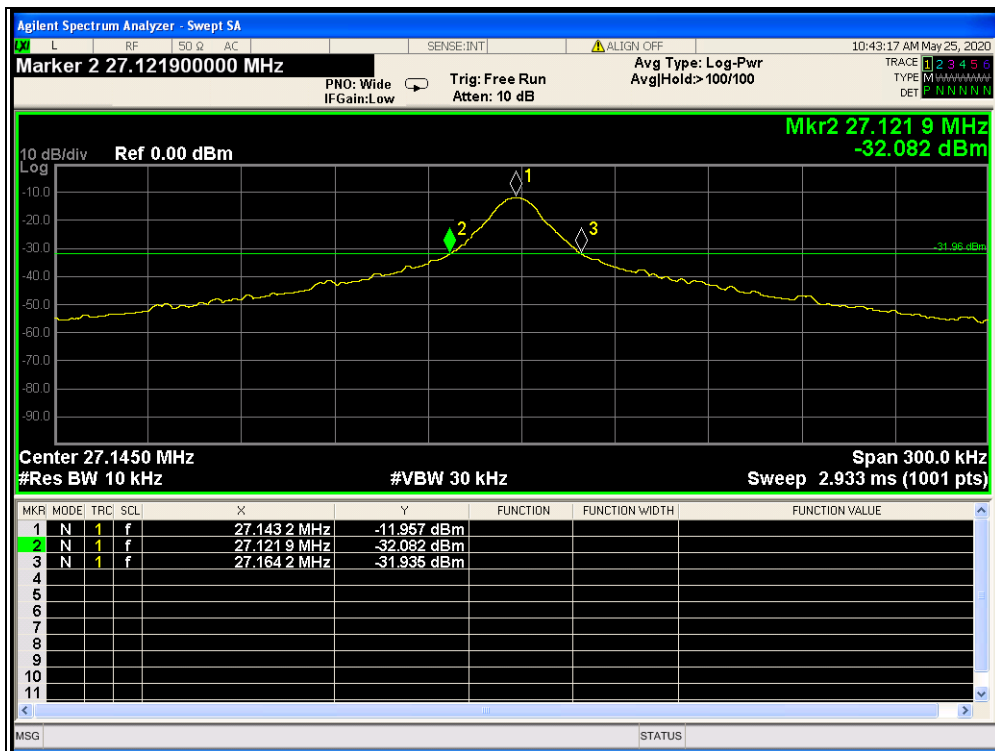 Agilent Spectrum Analyzer - Swept SA
LXI L RF 50 Ω AC SENSE:INT ALIGN OFF 10:43:17 AM May 25, 2020
Marker 2 27.121900000 MHz
PNO: Wide
IFGain:Low
Trig: Free Run
Atten: 10 dB
Avg Type: Log-Pwr
Avg|Hold:>100/100
TRACE 1 2 3 4 5 6
TYPE M
DET P N N N N N
Mkr2 27.121 9 MHz
-32.082 dBm
10 dB/div Ref 0.00 dBm
Log
-10.0
-20.0
-30.0
-40.0
-50.0
-60.0
-70.0
-80.0
-90.0
1
2
3
-31.96 dBm
Center 27.1450 MHz Span 300.0 kHz
#Res BW 10 kHz #VBW 30 kHz Sweep 2.933 ms (1001 pts)
MKR MODE TRC SCL X Y FUNCTION FUNCTION WIDTH FUNCTION VALUE
1 N 1 f 27.143 2 MHz -11.957 dBm
2 N 1 f 27.121 9 MHz -32.082 dBm
3 N 1 f 27.164 2 MHz -31.935 dBm
4
5
6
7
8
9
10
11
MSG STATUS